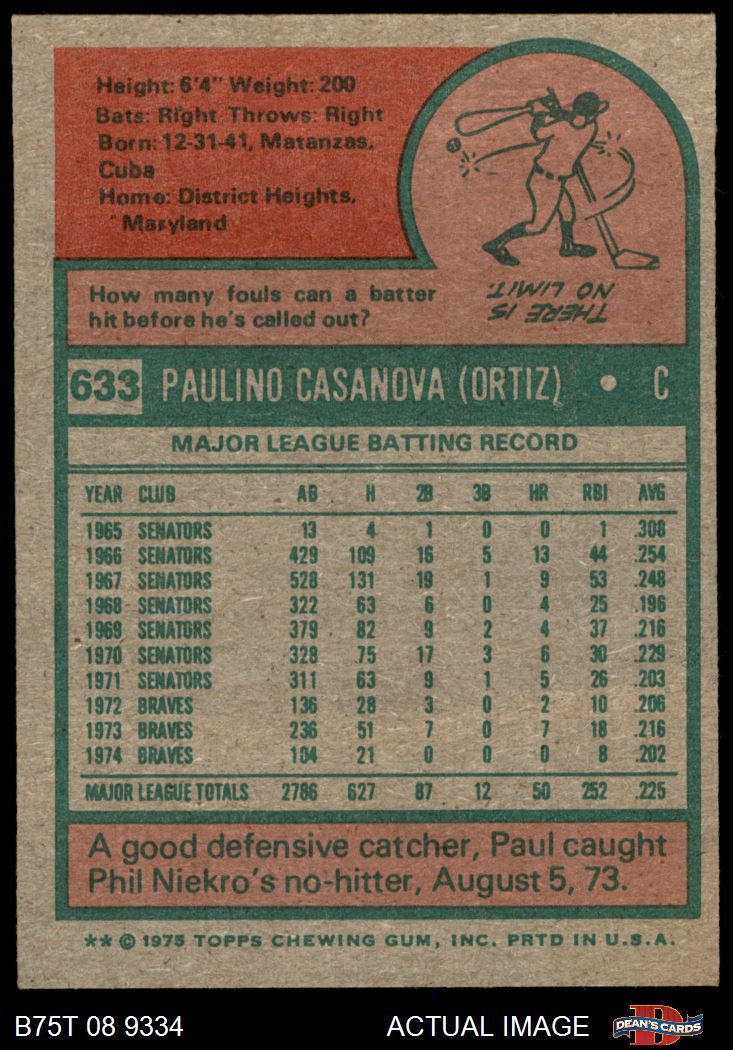 Height: 6'4" Weight: 200
Bats: Right Throws: Right
Born: 12-31-41, Matanzas,
Cuba
Home: District Heights,
Maryland
How many fouls can a batter
hit before he's called out?
THERE IS
NO LIMIT.
633 PAULINO CASANOVA (ORTIZ) • C
MAJOR LEAGUE BATTING RECORD
YEAR CLUB AB H 2B 3B HR RBI AVG
1965 SENATORS 13 4 1 0 0 1 .308
1966 SENATORS 429 109 16 5 13 44 .254
1967 SENATORS 528 131 19 1 9 53 .248
1968 SENATORS 322 63 6 0 4 25 .196
1969 SENATORS 379 82 9 2 4 37 .216
1970 SENATORS 328 75 17 3 6 30 .229
1971 SENATORS 311 63 9 1 5 26 .203
1972 BRAVES 136 28 3 0 2 10 .206
1973 BRAVES 236 51 7 0 7 18 .216
1974 BRAVES 104 21 0 0 0 8 .202
MAJOR LEAGUE TOTALS 2786 627 87 12 50 252 .225
A good defensive catcher, Paul caught
Phil Niekro's no-hitter, August 5, 73.
** © 1975 TOPPS CHEWING GUM, INC. PRTD IN U.S.A.
B75T 08 9334 ACTUAL IMAGE DEAN'S CARDS